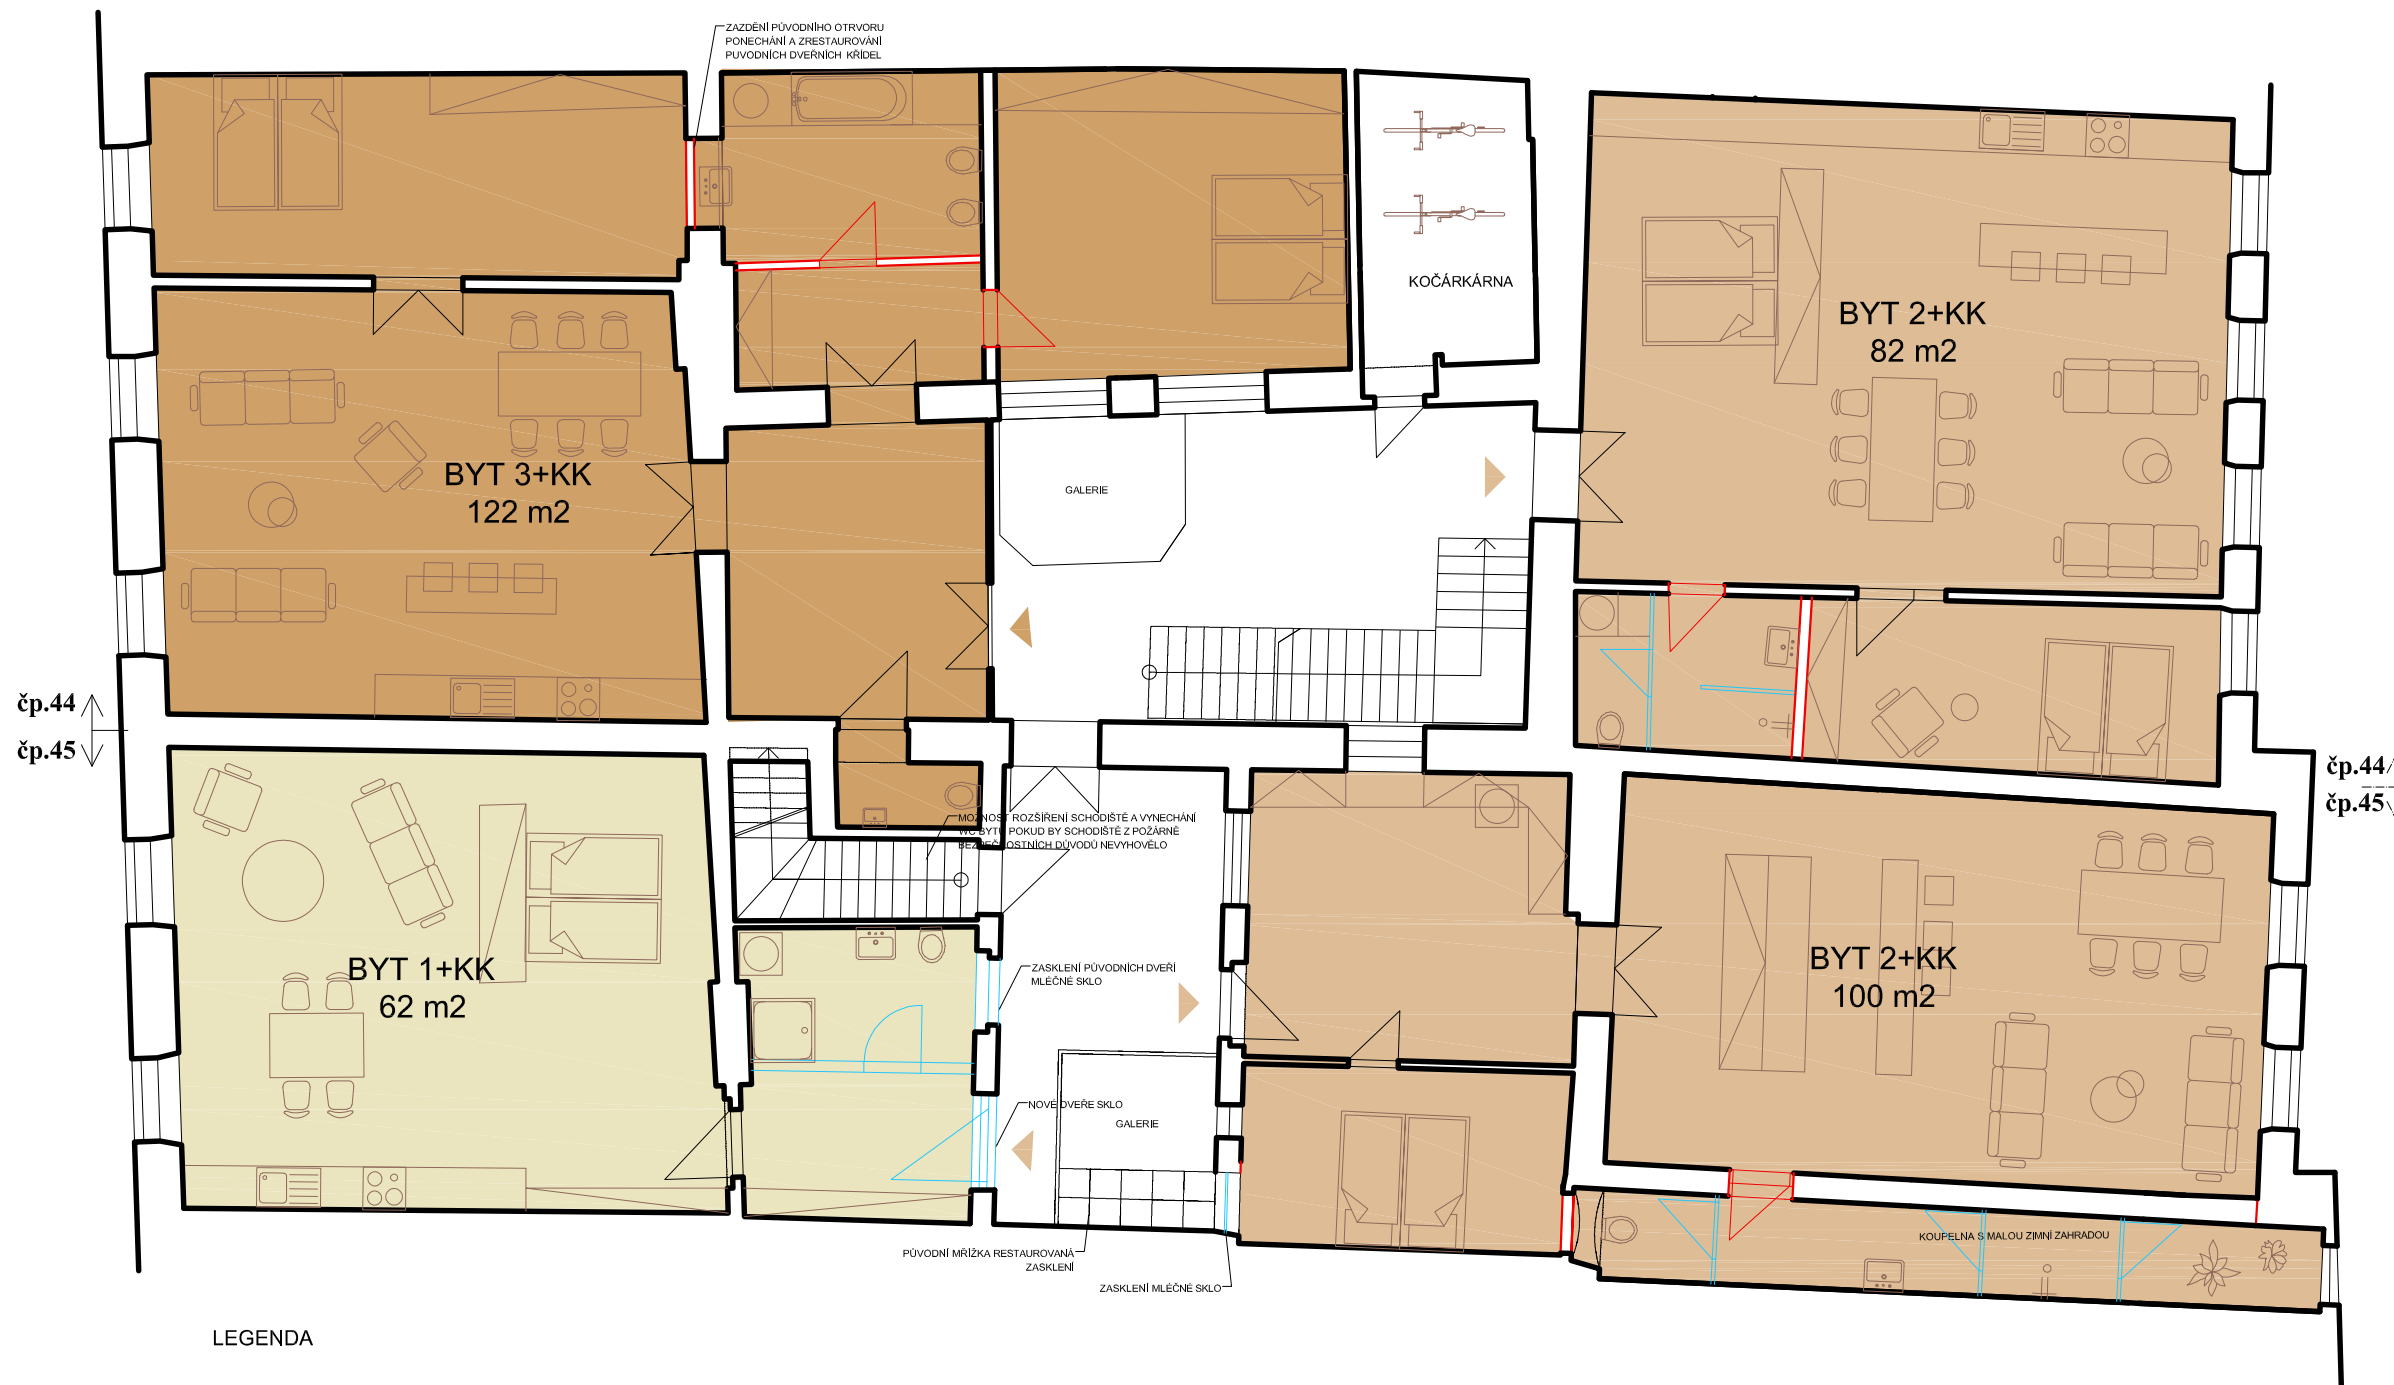 ZAZDĚNÍ PŮVODNÍHO OTRVORU
PONECHÁNÍ A ZRESTAUROVÁNÍ
PUVODNÍCH DVEŘNÍCH KŘÍDEL
KOČÁRKÁRNA
BYT 2+KK
82 m2
BYT 3+KK
122 m2
GALERIE
čp.44
čp.45
čp.44
čp.45
MOŽNOST ROZŠÍŘENÍ SCHODIŠTĚ A VYNECHÁNÍ
WC BYTU POKUD BY SCHODIŠTĚ Z POŽÁRNĚ
BEZPEČNOSTNÍCH DŮVODŮ NEVYHOVĚLO
BYT 1+KK
62 m2
ZASKLENÍ PŮVODNÍCH DVEŘÍ
MLÉČNÉ SKLO
BYT 2+KK
100 m2
NOVÉ DVEŘE SKLO
GALERIE
KOUPELNA S MALOU ZIMNÍ ZAHRADOU
PŮVODNÍ MŘÍŽKA RESTAUROVANÁ
ZASKLENÍ
ZASKLENÍ MLÉČNÉ SKLO
LEGENDA